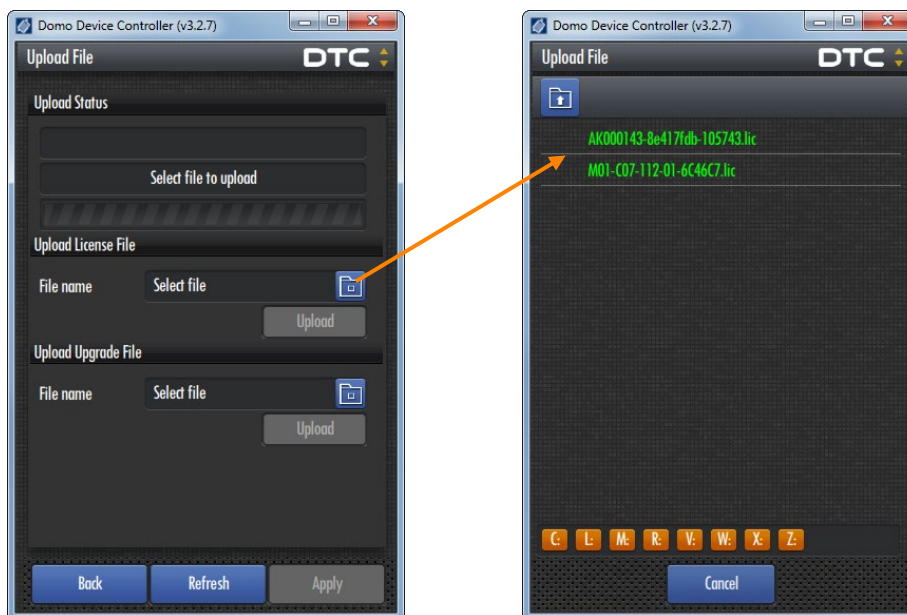 Domo Device Controller (v3.2.7)
Upload File
DTC
Upload Status
Select file to upload
Upload License File
File name Select file
Upload
Upload Upgrade File
File name Select file
Upload
Back Refresh Apply
Domo Device Controller (v3.2.7)
Upload File
DTC
AK000143-8e417fdb-105743.lic
M01-C07-112-01-6C46C7.lic
C: L: M: R: V: W: X: Z:
Cancel